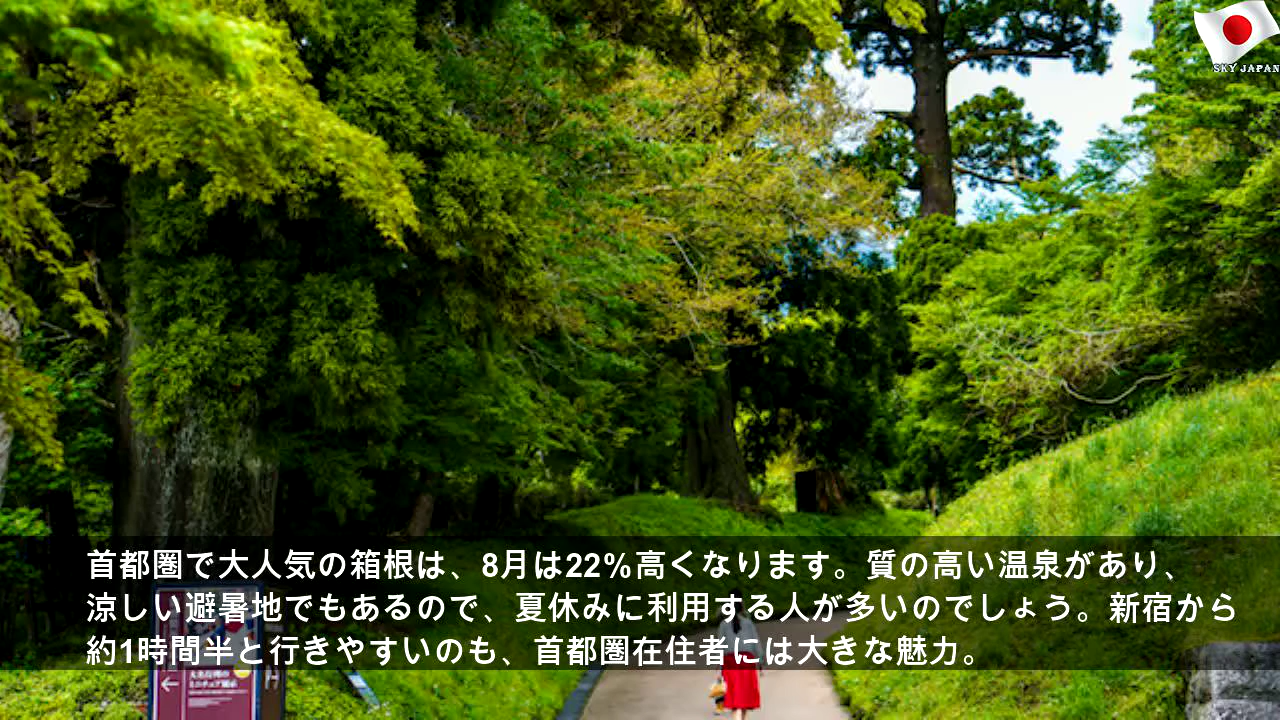 SKY JAPAN
首都圏で大人気の箱根は、8月は22%高くなります。質の高い温泉があり、
涼しい避暑地でもあるので、夏休みに利用する人が多いのでしょう。新宿から
約1時間半と行きやすいのも、首都圏在住者には大きな魅力。